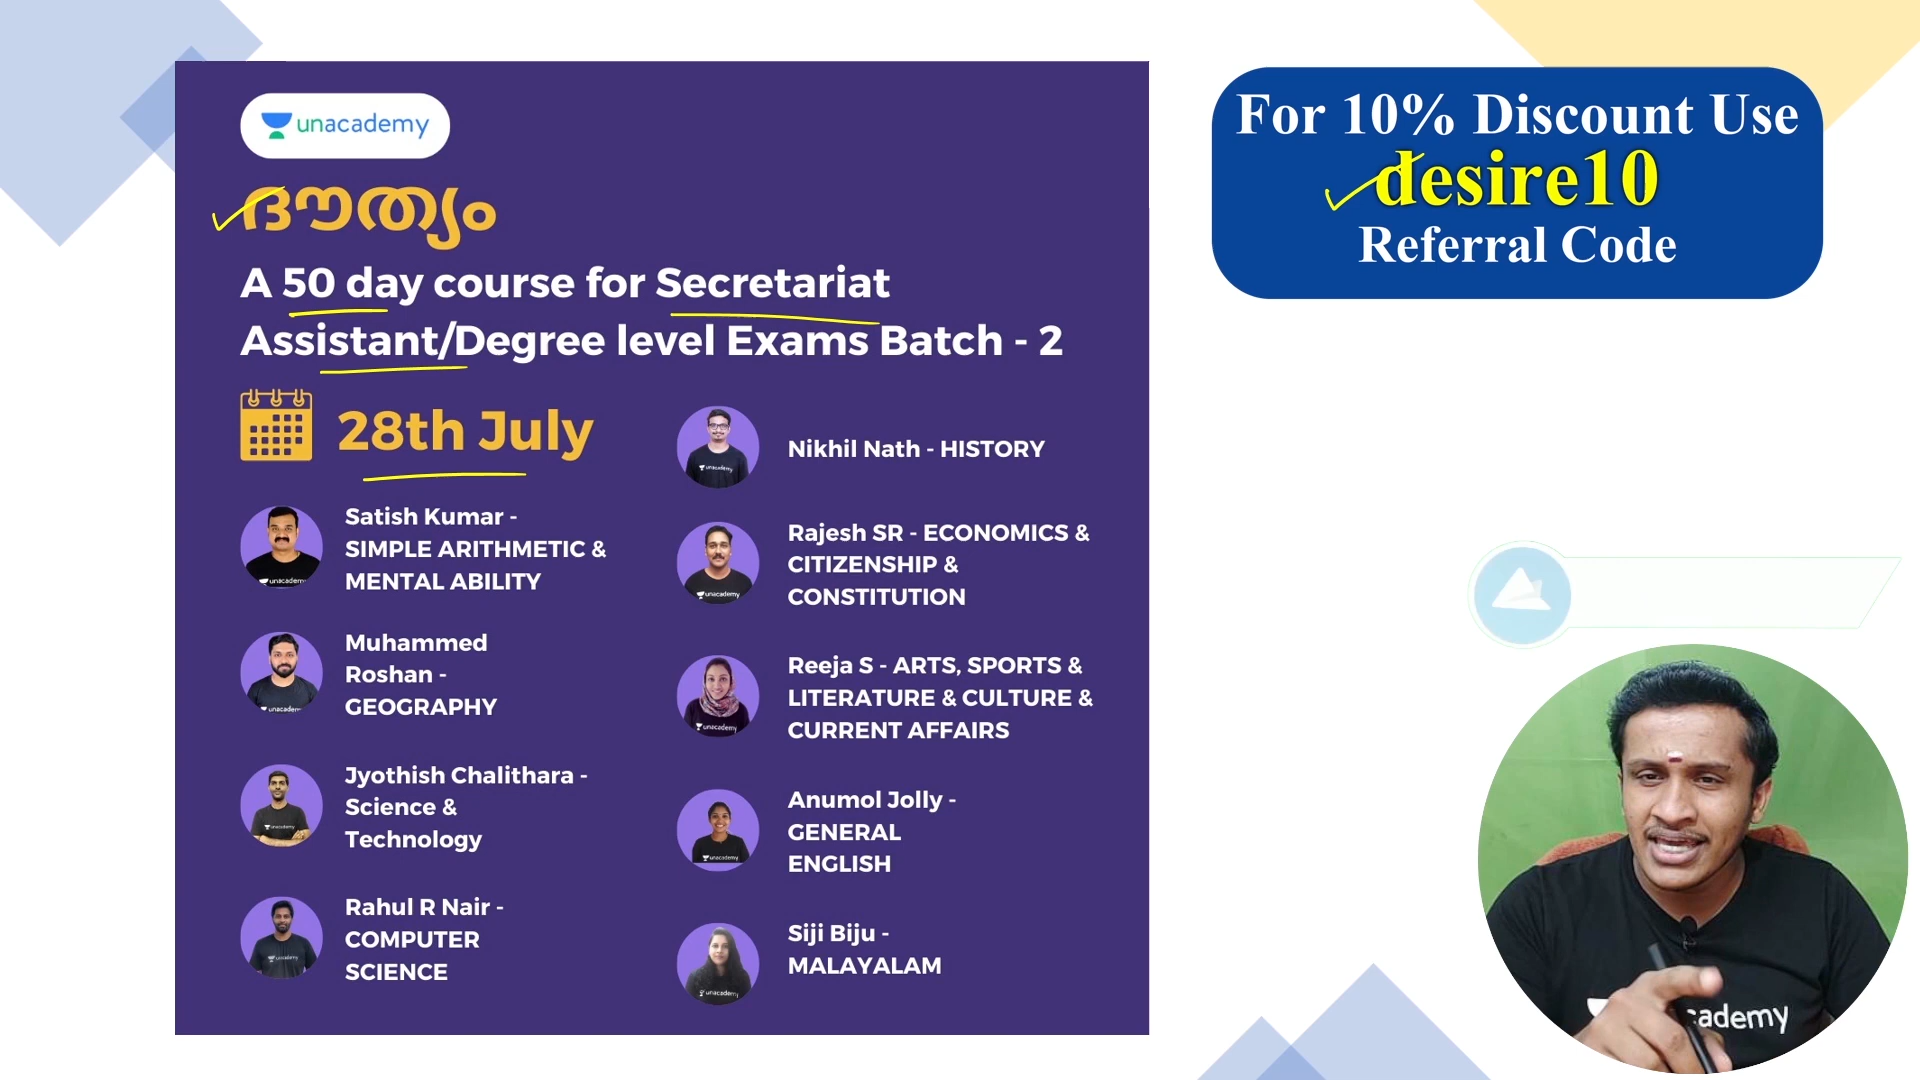 unacademy
ദൗത്യം
A 50 day course for Secretariat
Assistant/Degree level Exams Batch - 2
28th July
Satish Kumar -
SIMPLE ARITHMETIC &
MENTAL ABILITY
Muhammed
Roshan -
GEOGRAPHY
Jyothish Chalithara -
Science &
Technology
Rahul R Nair -
COMPUTER
SCIENCE
Nikhil Nath - HISTORY
Rajesh SR - ECONOMICS &
CITIZENSHIP &
CONSTITUTION
Reeja S - ARTS, SPORTS &
LITERATURE & CULTURE &
CURRENT AFFAIRS
Anumol Jolly -
GENERAL
ENGLISH
Siji Biju -
MALAYALAM
For 10% Discount Use
desire10
Referral Code